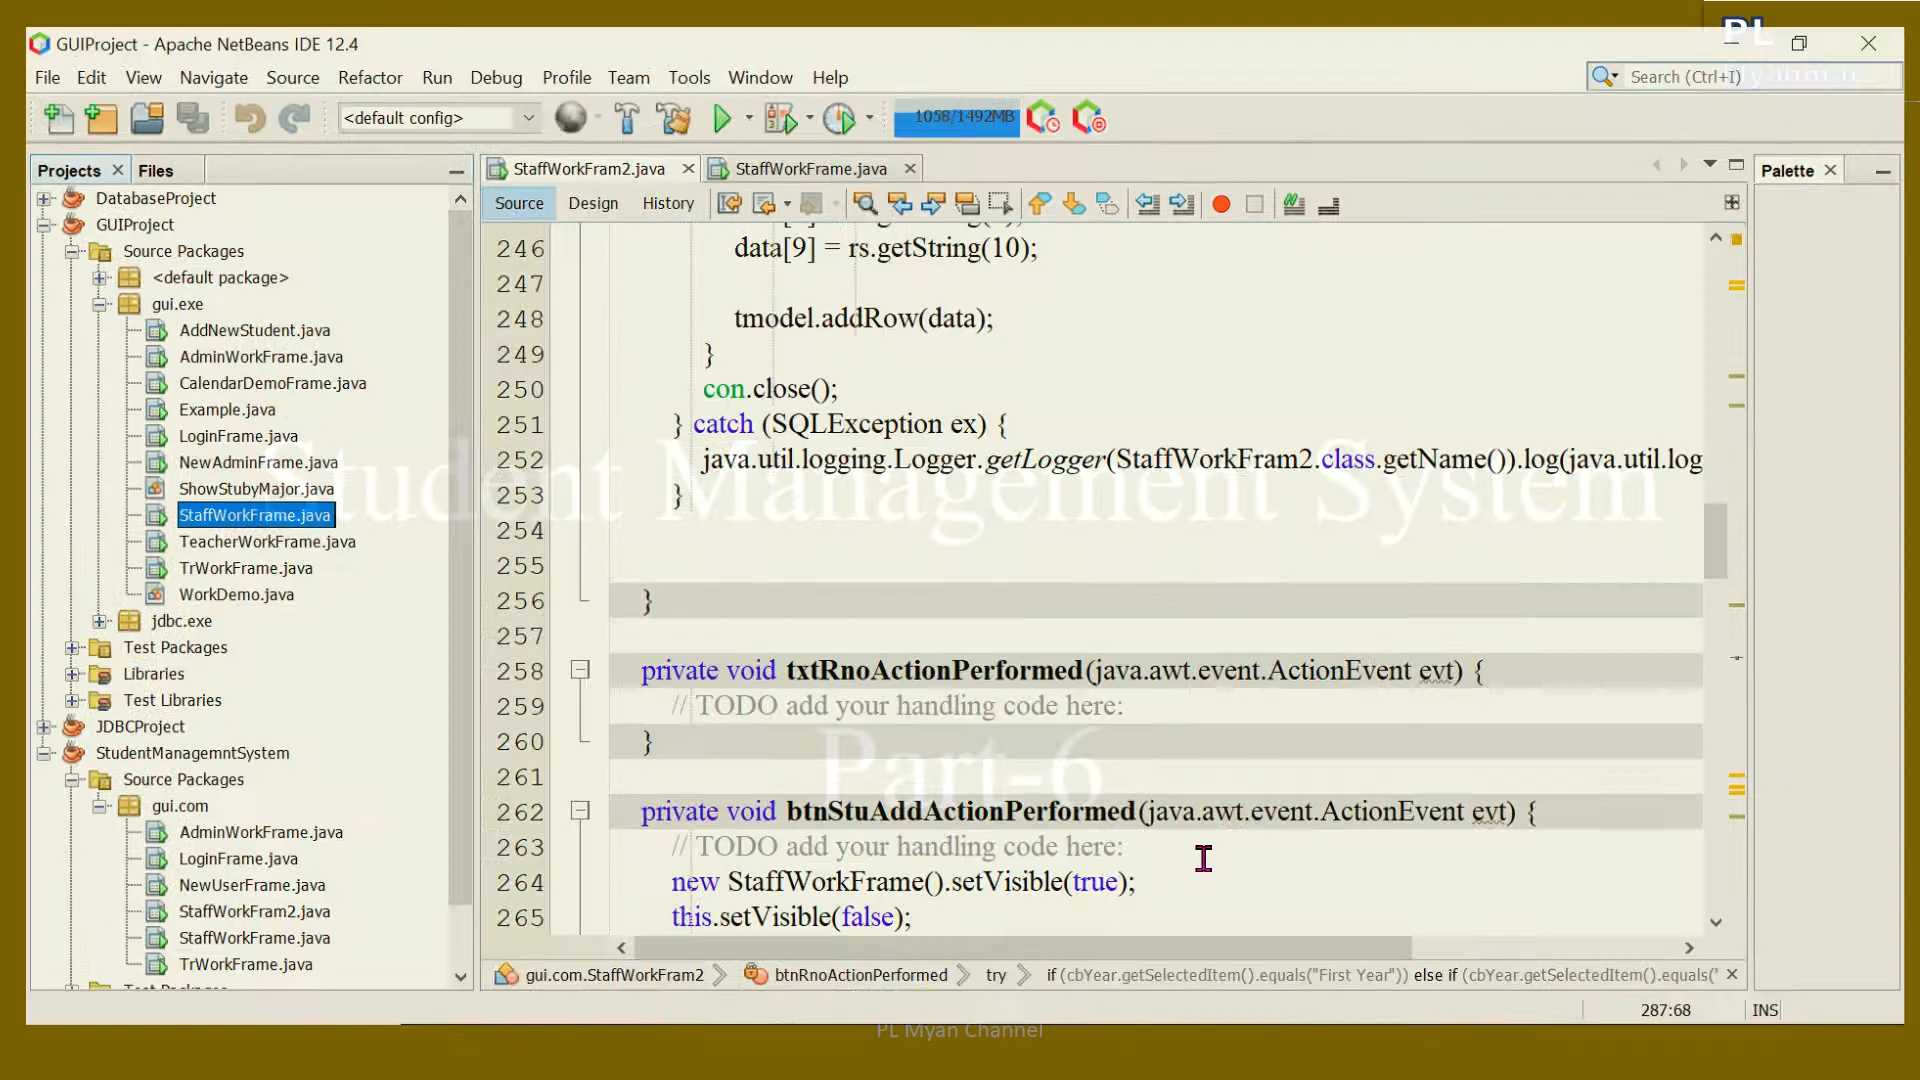 PL
GUIProject - Apache NetBeans IDE 12.4
File Edit View Navigate Source Refactor Run Debug Profile Team Tools Window Help
Search (Ctrl+I)
<default config>
1058/1492MB
Projects
Files
DatabaseProject
GUIProject
Source Packages
<default package>
gui.exe
AddNewStudent.java
AdminWorkFrame.java
CalendarDemoFrame.java
Example.java
LoginFrame.java
NewAdminFrame.java
ShowStubyMajor.java
StaffWorkFrame.java
TeacherWorkFrame.java
TrWorkFrame.java
WorkDemo.java
jdbc.exe
Test Packages
Libraries
Test Libraries
JDBCProject
StudentManagemntSystem
Source Packages
gui.com
AdminWorkFrame.java
LoginFrame.java
NewUserFrame.java
StaffWorkFram2.java
StaffWorkFrame.java
TrWorkFrame.java
StaffWorkFram2.java
StaffWorkFrame.java
Source Design History
246 data[9] = rs.getString(10);
247
248 tmodel.addRow(data);
249 }
250 con.close();
251 } catch (SQLException ex) {
252 java.util.logging.Logger.getLogger(StaffWorkFram2.class.getName()).log(java.util.log
253 }
254
255
256 }
257
258 private void txtRnoActionPerformed(java.awt.event.ActionEvent evt) {
259 // TODO add your handling code here:
260 }
261
262 private void btnStuAddActionPerformed(java.awt.event.ActionEvent evt) {
263 // TODO add your handling code here:
264 new StaffWorkFrame().setVisible(true);
265 this.setVisible(false);
Student Management System
Part-6
gui.com.StaffWorkFram2
btnRnoActionPerformed
try
if (cbYear.getSelectedItem().equals("First Year")) else if (cbYear.getSelectedItem().equals("
Palette
287:68
INS
PL Myan Channel